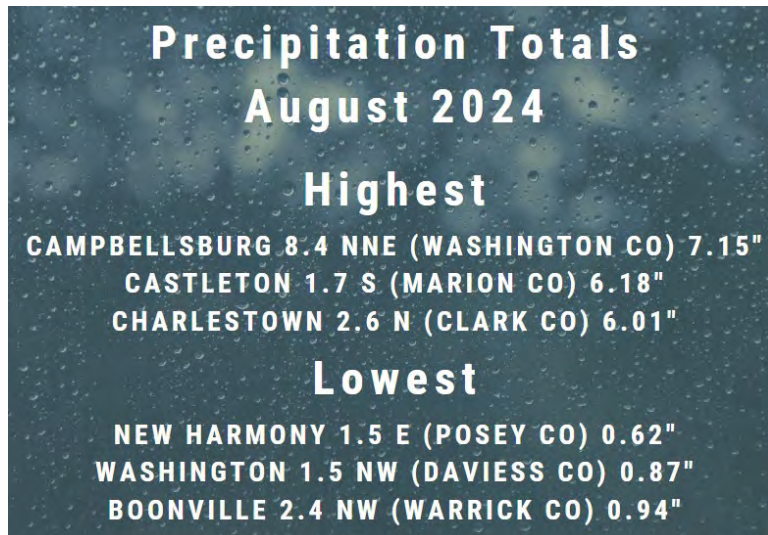 Precipitation Totals
August 2024
Highest
CAMPBELLSBURG 8.4 NNE (WASHINGTON CO) 7.15"
CASTLETON 1.7 S (MARION CO) 6.18"
CHARLESTOWN 2.6 N (CLARK CO) 6.01"
Lowest
NEW HARMONY 1.5 E (POSEY CO) 0.62"
WASHINGTON 1.5 NW (DAVIESS CO) 0.87"
BOONVILLE 2.4 NW (WARRICK CO) 0.94"